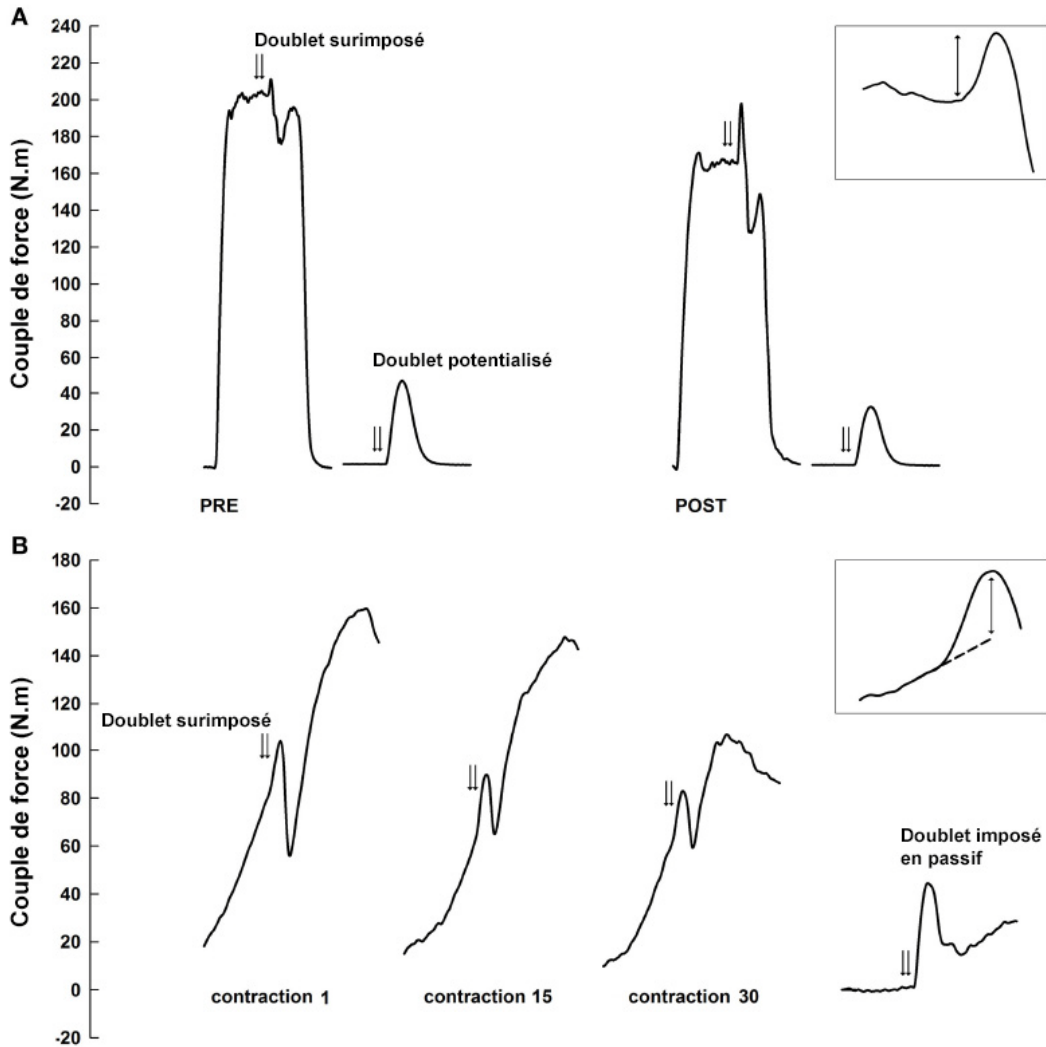 A
Couple de force (N.m)
240
220
200
180
160
140
120
100
80
60
40
20
0
-20
Doublet surimposé
Doublet potentialisé
PRE
POST
B
Couple de force (N.m)
180
160
140
120
100
80
60
40
20
0
-20
Doublet surimposé
Doublet imposé
en passif
contraction 1
contraction 15
contraction 30